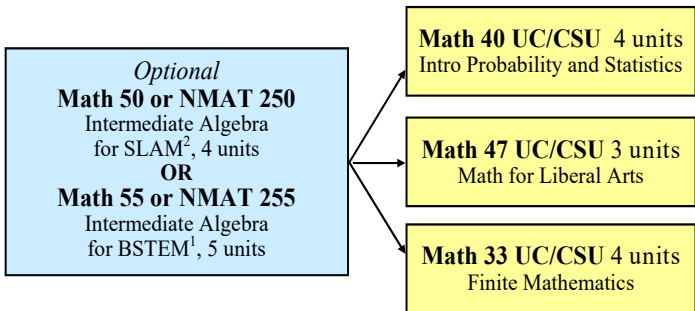 Optional
Math 50 or NMAT 250
Intermediate Algebra
for SLAM², 4 units
OR
Math 55 or NMAT 255
Intermediate Algebra
for BSTEM¹, 5 units
Math 40 UC/CSU 4 units
Intro Probability and Statistics
Math 47 UC/CSU 3 units
Math for Liberal Arts
Math 33 UC/CSU 4 units
Finite Mathematics